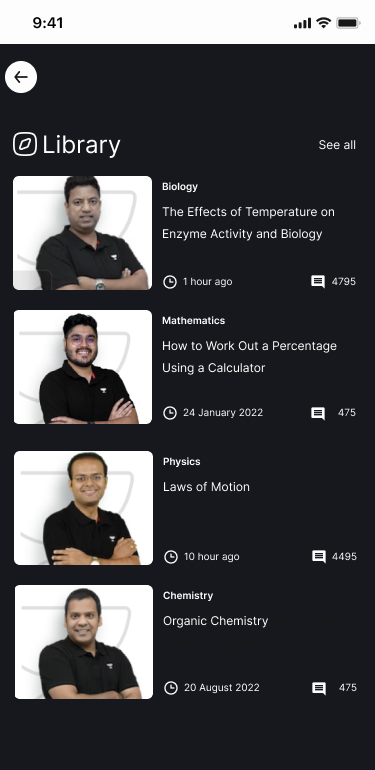 9:41
Library
See all
Biology
The Effects of Temperature on
Enzyme Activity and Biology
1 hour ago
4795
Mathematics
How to Work Out a Percentage
Using a Calculator
24 January 2022
475
Physics
Laws of Motion
10 hour ago
4495
Chemistry
Organic Chemistry
20 August 2022
475